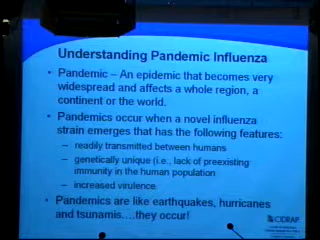 Understanding Pandemic Influenza
• Pandemic – An epidemic that becomes very
widespread and affects a whole region, a
continent or the world.
• Pandemics occur when a novel influenza
strain emerges that has the following features:
– readily transmitted between humans
– genetically unique (i.e., lack of preexisting
immunity in the human population
– increased virulence
• Pandemics are like earthquakes, hurricanes
and tsunamis….they occur!
CIDRAP